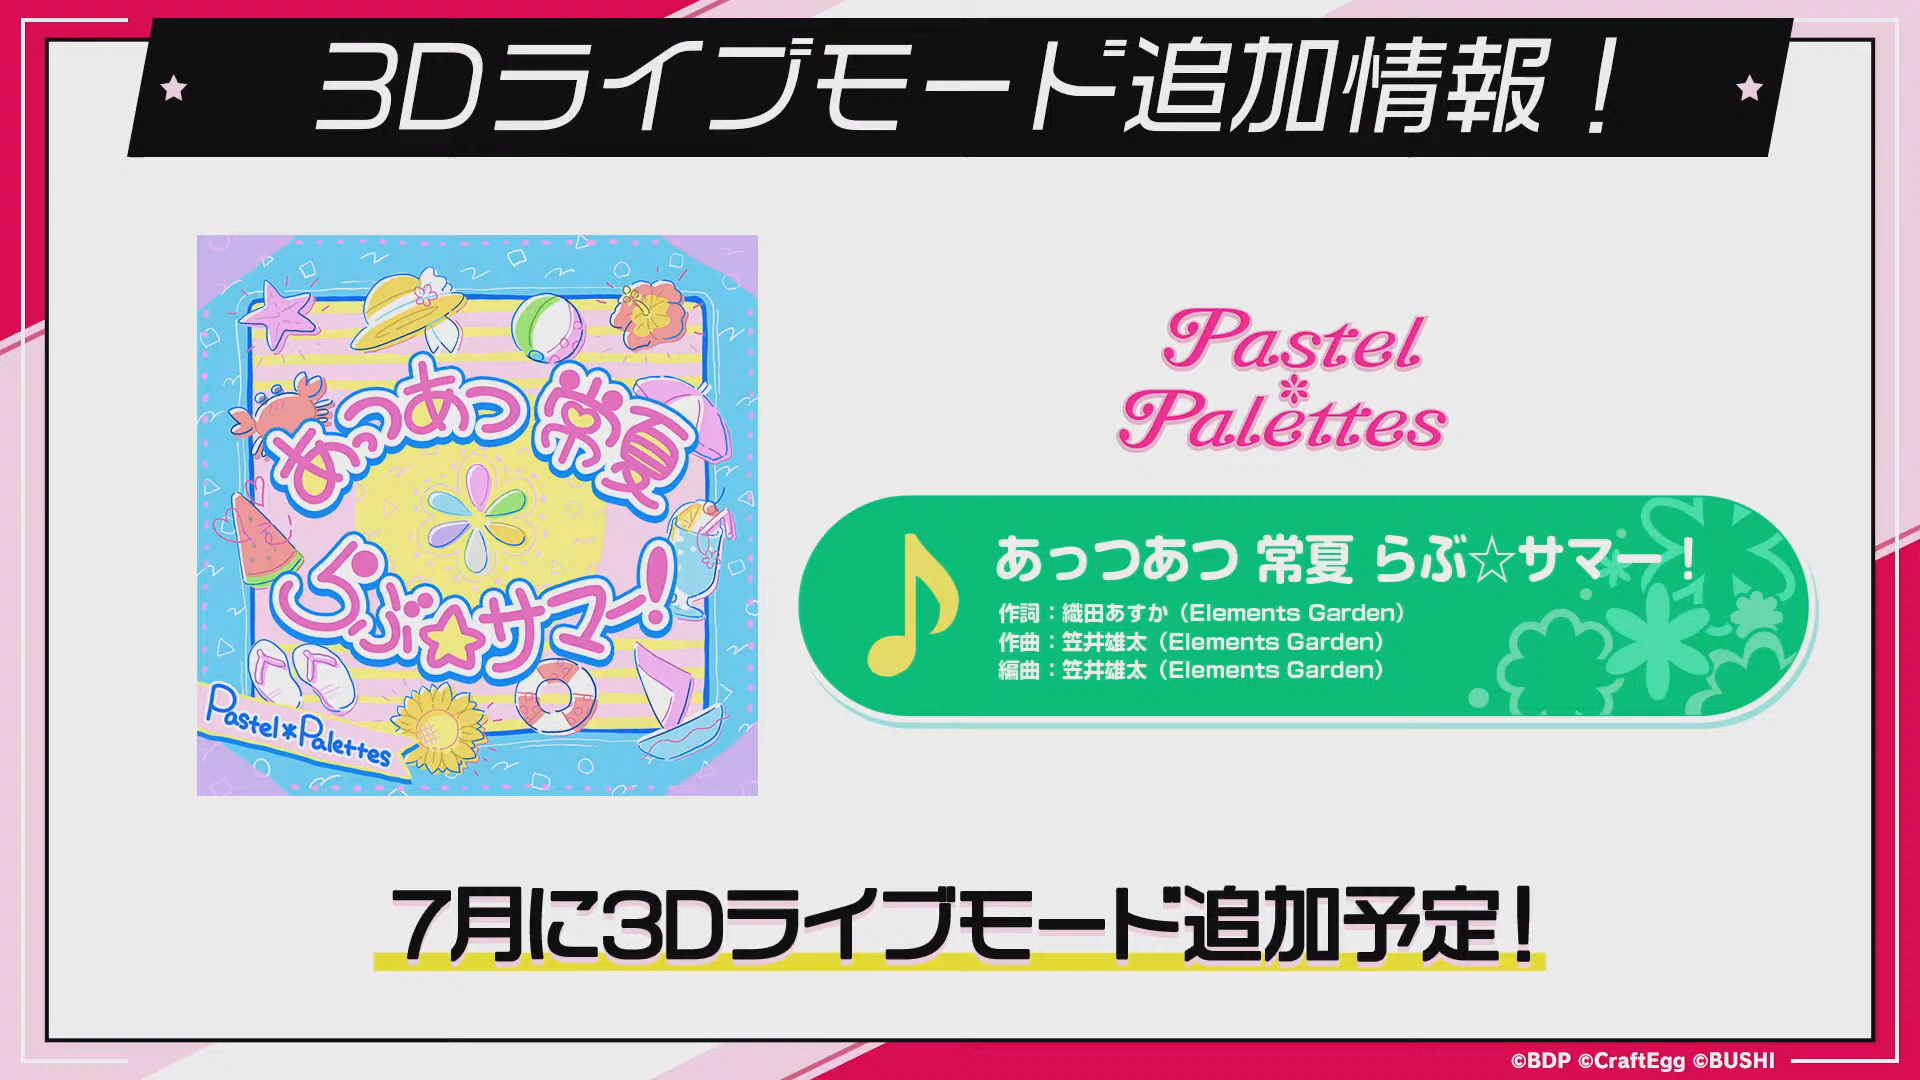 3Dライブモード追加情報！
あっつあつ 常夏
らぶ☆サマー！
Pastel*Palettes
Pastel
*
Palettes
あっつあつ 常夏 らぶ☆サマー！
作詞：織田あすか（Elements Garden）
作曲：笠井雄太（Elements Garden）
編曲：笠井雄太（Elements Garden）
7月に3Dライブモード追加予定！
©BDP ©CraftEgg ©BUSHI